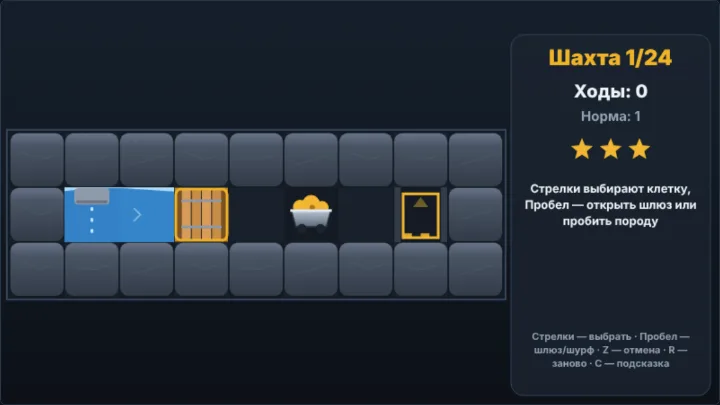 Шахта 1/24
Ходы: 0
Норма: 1
Стрелки выбирают клетку,
Пробел — открыть шлюз или
пробить породу
Стрелки — выбрать · Пробел —
шлюз/шурф · Z — отмена · R —
заново · C — подсказка